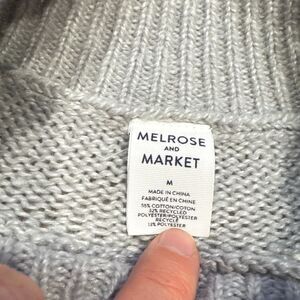 MELROSE
AND
MARKET
M
MADE IN CHINA
FABRIQUÉ EN CHINE
55% COTTON/COTON
32% RECYCLED
POLYESTER/POLYESTER
RECYCLÉ
13% POLYESTER